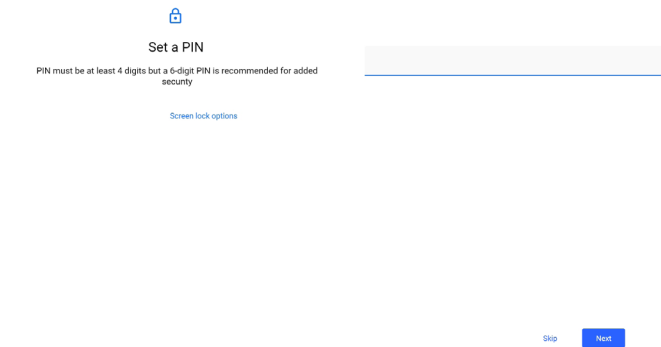 Set a PIN
PIN must be at least 4 digits but a 6-digit PIN is recommended for added
securty
Screen lock options
Skip
Next